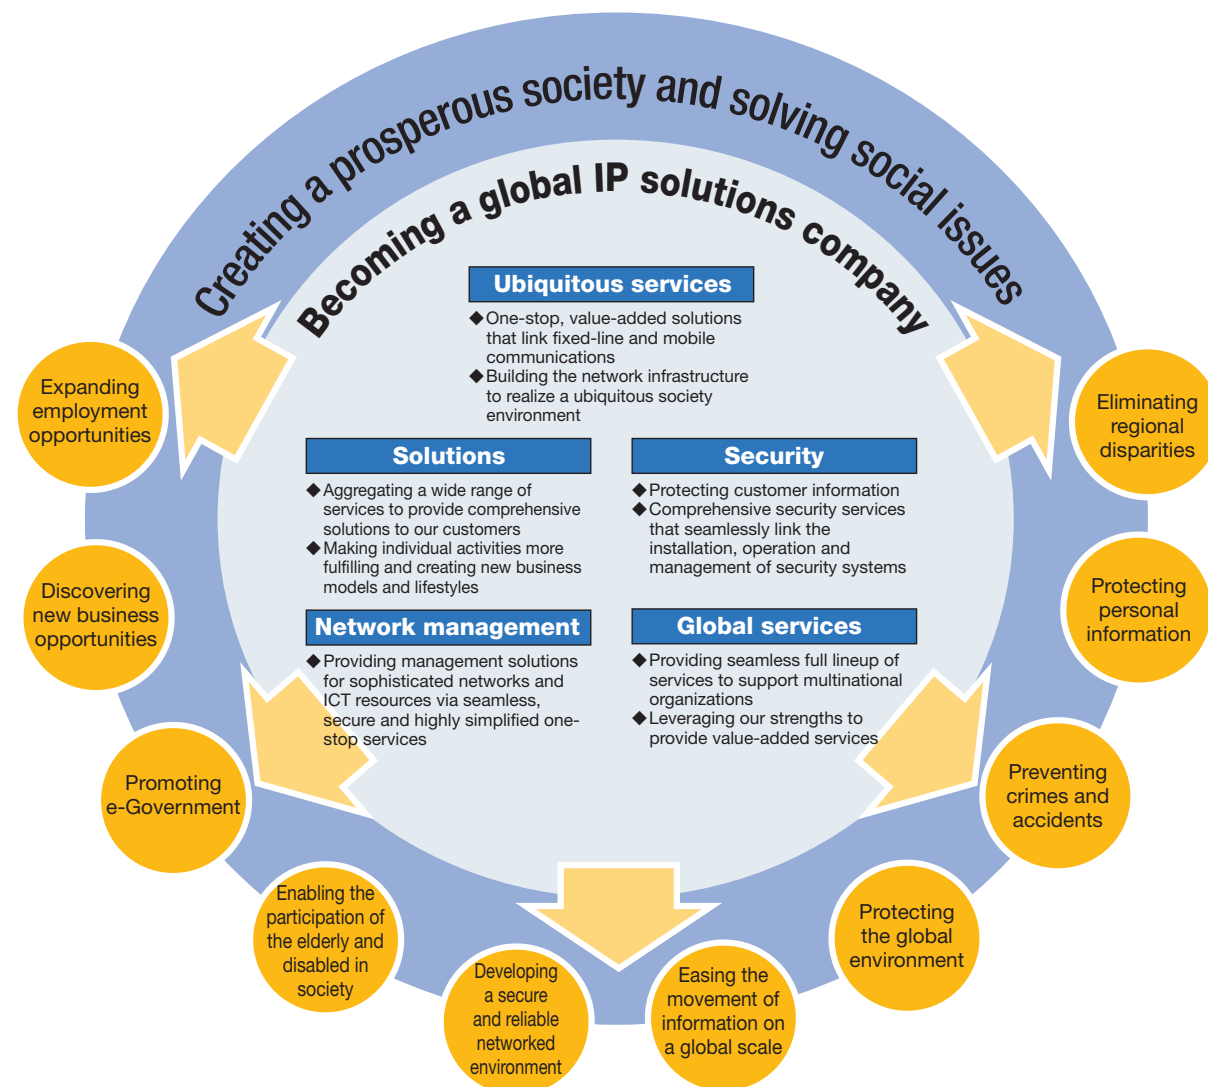 Creating a prosperous society and solving social issues
Becoming a global IP solutions company
Ubiquitous services
◆One-stop, value-added solutions
that link fixed-line and mobile
communications
◆Building the network infrastructure
to realize a ubiquitous society
environment
Solutions
◆Aggregating a wide range of
services to provide comprehensive
solutions to our customers
◆Making individual activities more
fulfilling and creating new business
models and lifestyles
Security
◆Protecting customer information
◆Comprehensive security services
that seamlessly link the
installation, operation and
management of security systems
Network management
◆Providing management solutions
for sophisticated networks and
ICT resources via seamless,
secure and highly simplified one-
stop services
Global services
◆Providing seamless full lineup of
services to support multinational
organizations
◆Leveraging our strengths to
provide value-added services
Expanding
employment
opportunities
Discovering
new business
opportunities
Promoting
e-Government
Enabling the
participation of
the elderly and
disabled in
society
Developing
a secure
and reliable
networked
environment
Easing the
movement of
information on
a global scale
Protecting
the global
environment
Preventing
crimes and
accidents
Protecting
personal
information
Eliminating
regional
disparities